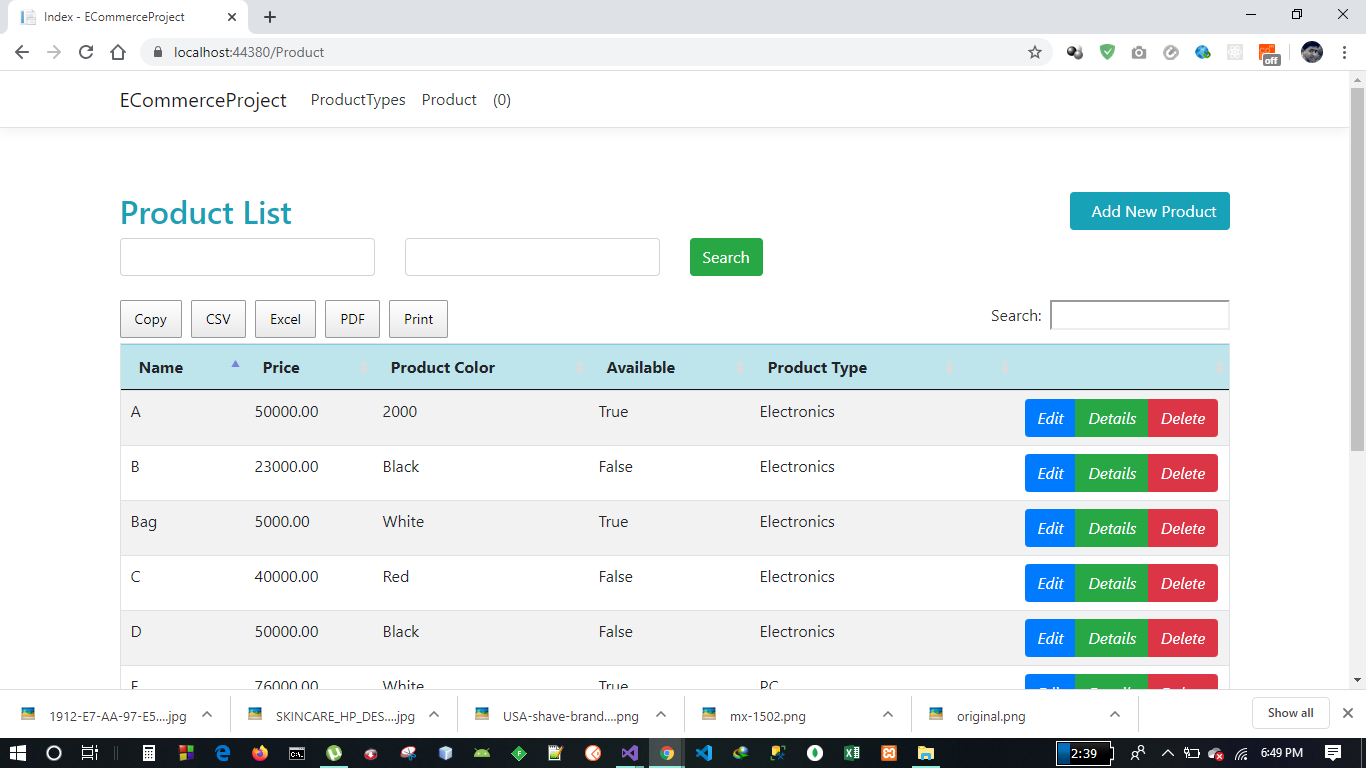 Index - ECommerceProject
localhost:44380/Product
off
ECommerceProject ProductTypes Product (0)
Product List Add New Product
Search
Copy CSV Excel PDF Print Search:
Name Price Product Color Available Product Type
A 50000.00 2000 True Electronics Edit Details Delete
B 23000.00 Black False Electronics Edit Details Delete
Bag 5000.00 White True Electronics Edit Details Delete
C 40000.00 Red False Electronics Edit Details Delete
D 50000.00 Black False Electronics Edit Details Delete
76000.00 White True PC
1912-E7-AA-97-E5....jpg SKINCARE_HP_DES....jpg USA-shave-brand....png mx-1502.png original.png Show all
2:39 6:49 PM